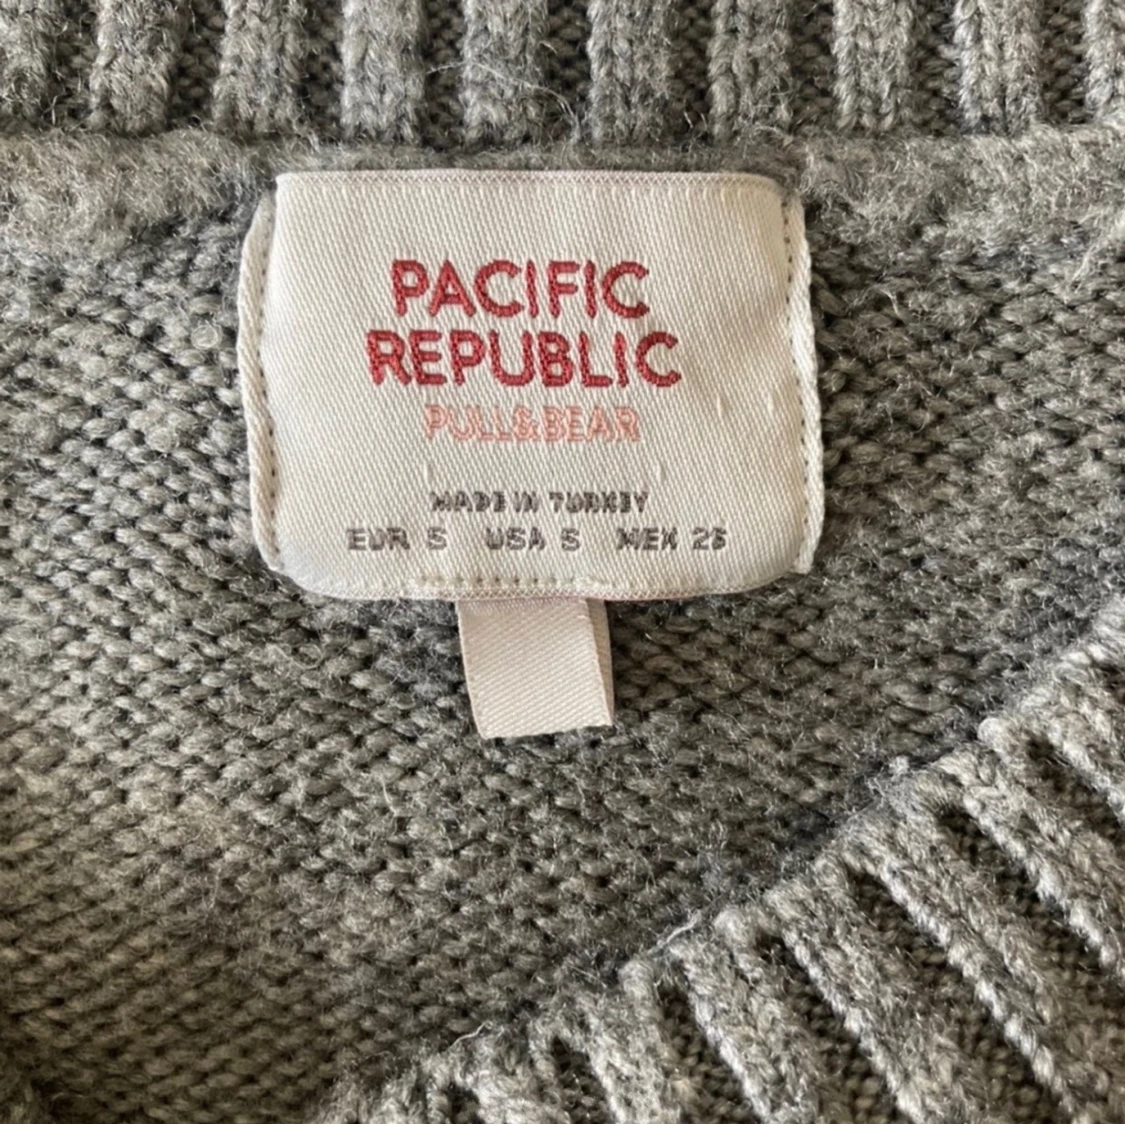 PACIFIC
REPUBLIC
PULL&BEAR
MADE IN TURKEY
EUR S USA S MEX 26